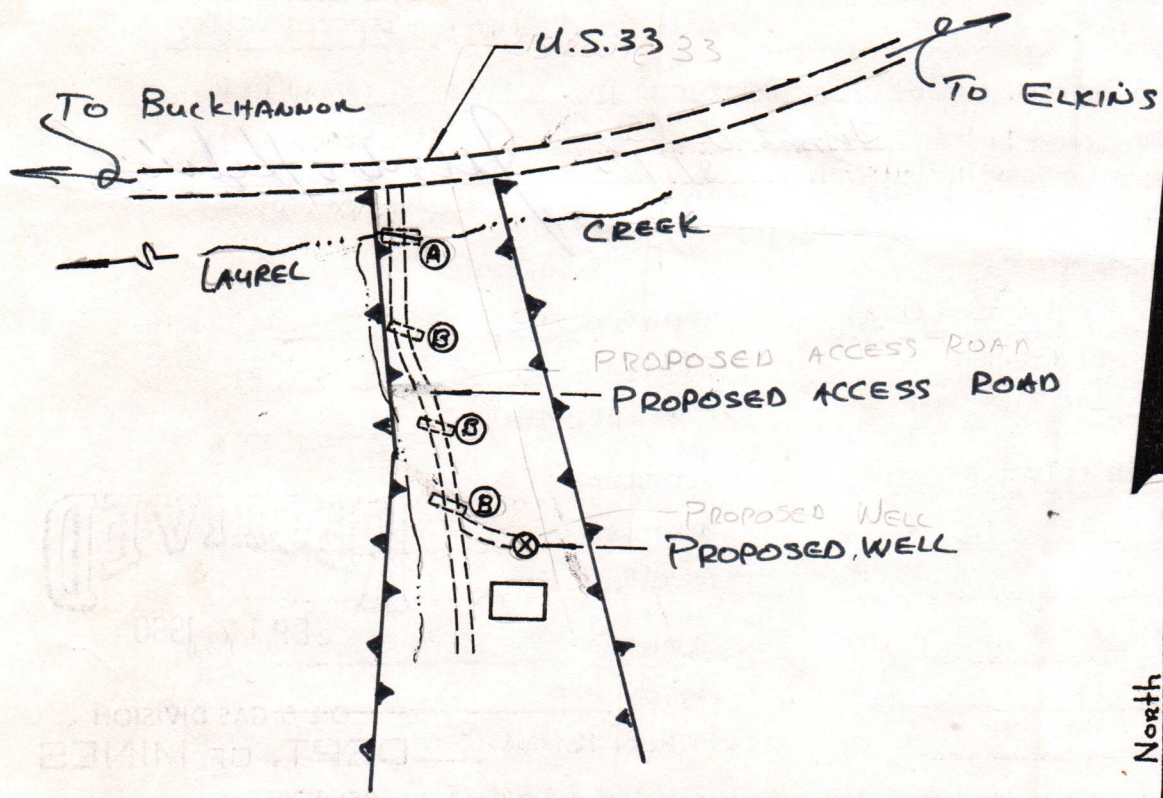 U.S.33
TO BUCKHANNON
TO ELKINS
CREEK
LAUREL
A
B
PROPOSED ACCESS ROAD
PROPOSED ACCESS ROAD
B
B
PROPOSED WELL
PROPOSED WELL
North
OIL & GAS DIVISION
DEPT. OF MINES